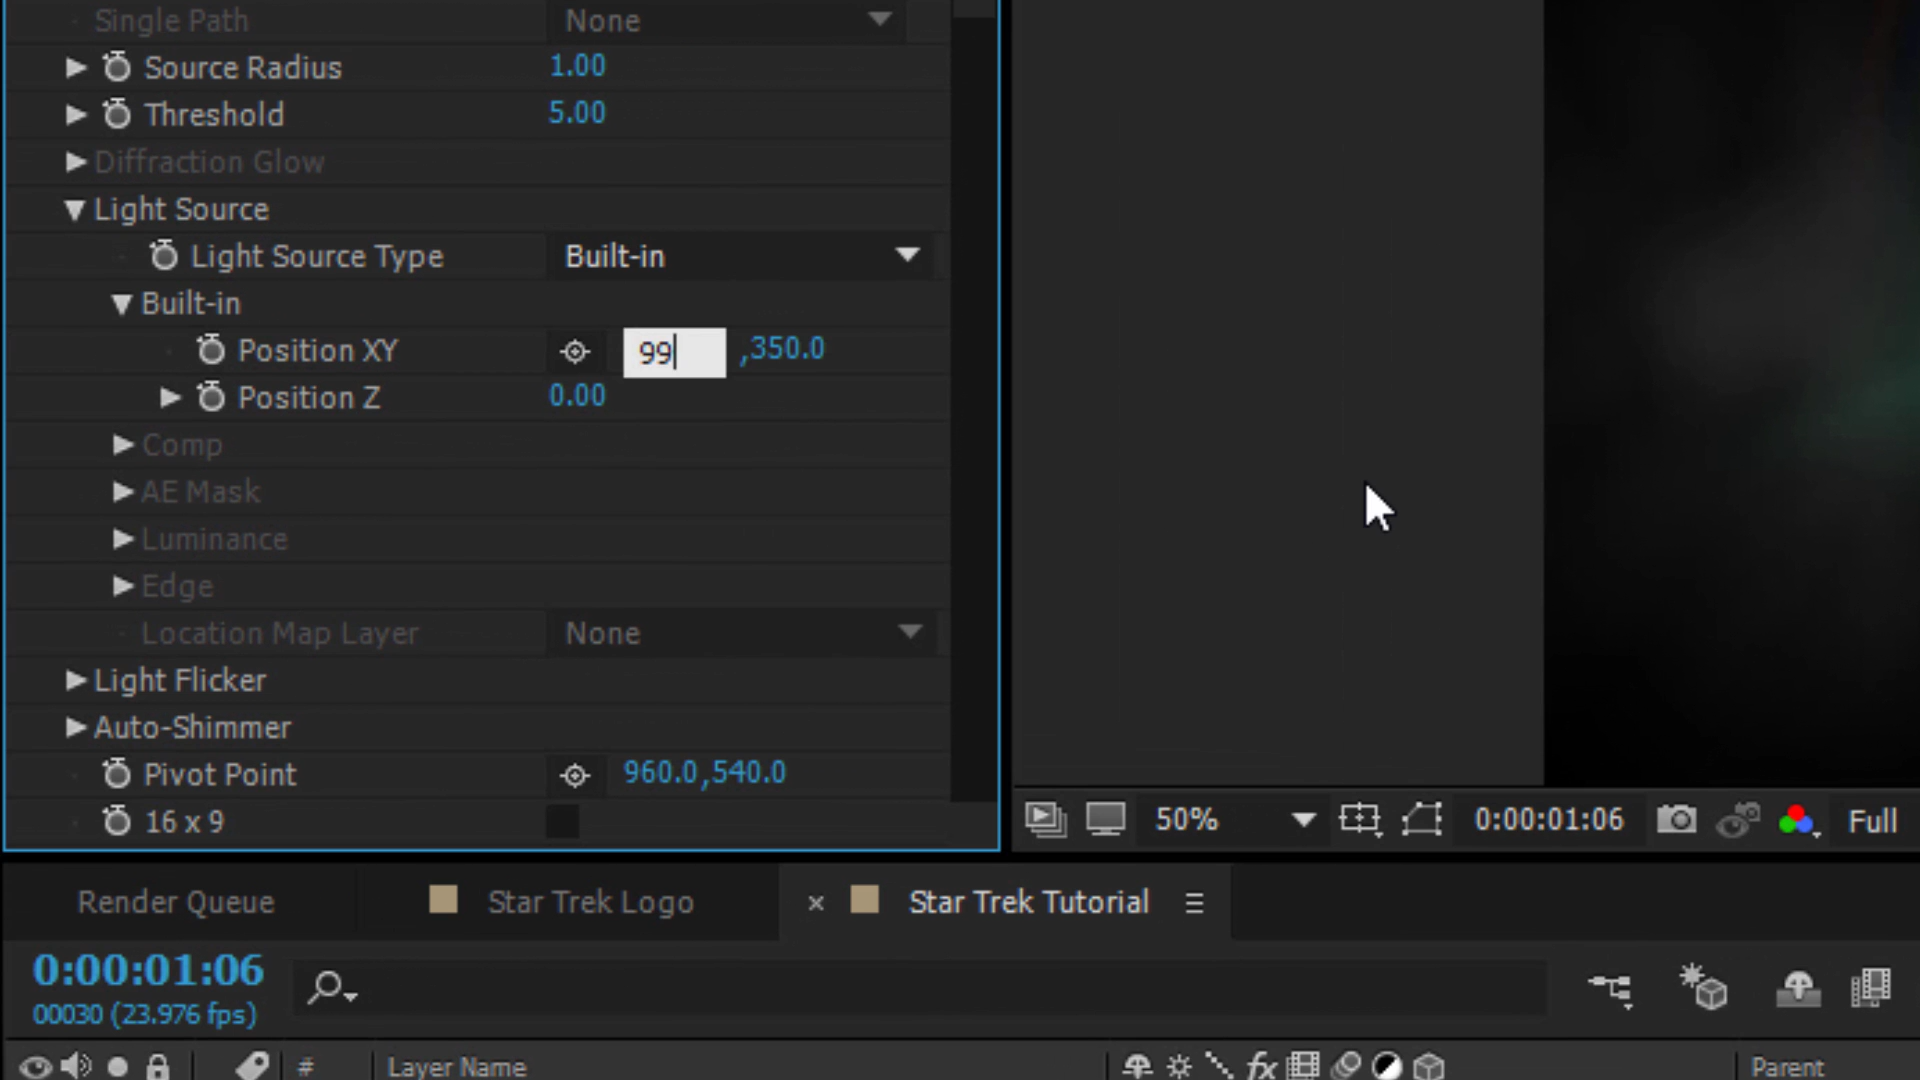 Single Path None
Source Radius 1.00
Threshold 5.00
Diffraction Glow
Light Source
Light Source Type Built-in
Built-in
Position XY 99 ,350.0
Position Z 0.00
Comp
AE Mask
Luminance
Edge
Location Map Layer None
Light Flicker
Auto-Shimmer
Pivot Point 960.0,540.0
16 x 9
50% 0:00:01:06 Full
Render Queue Star Trek Logo × Star Trek Tutorial
0:00:01:06
00030 (23.976 fps)
# Layer Name fx Parent